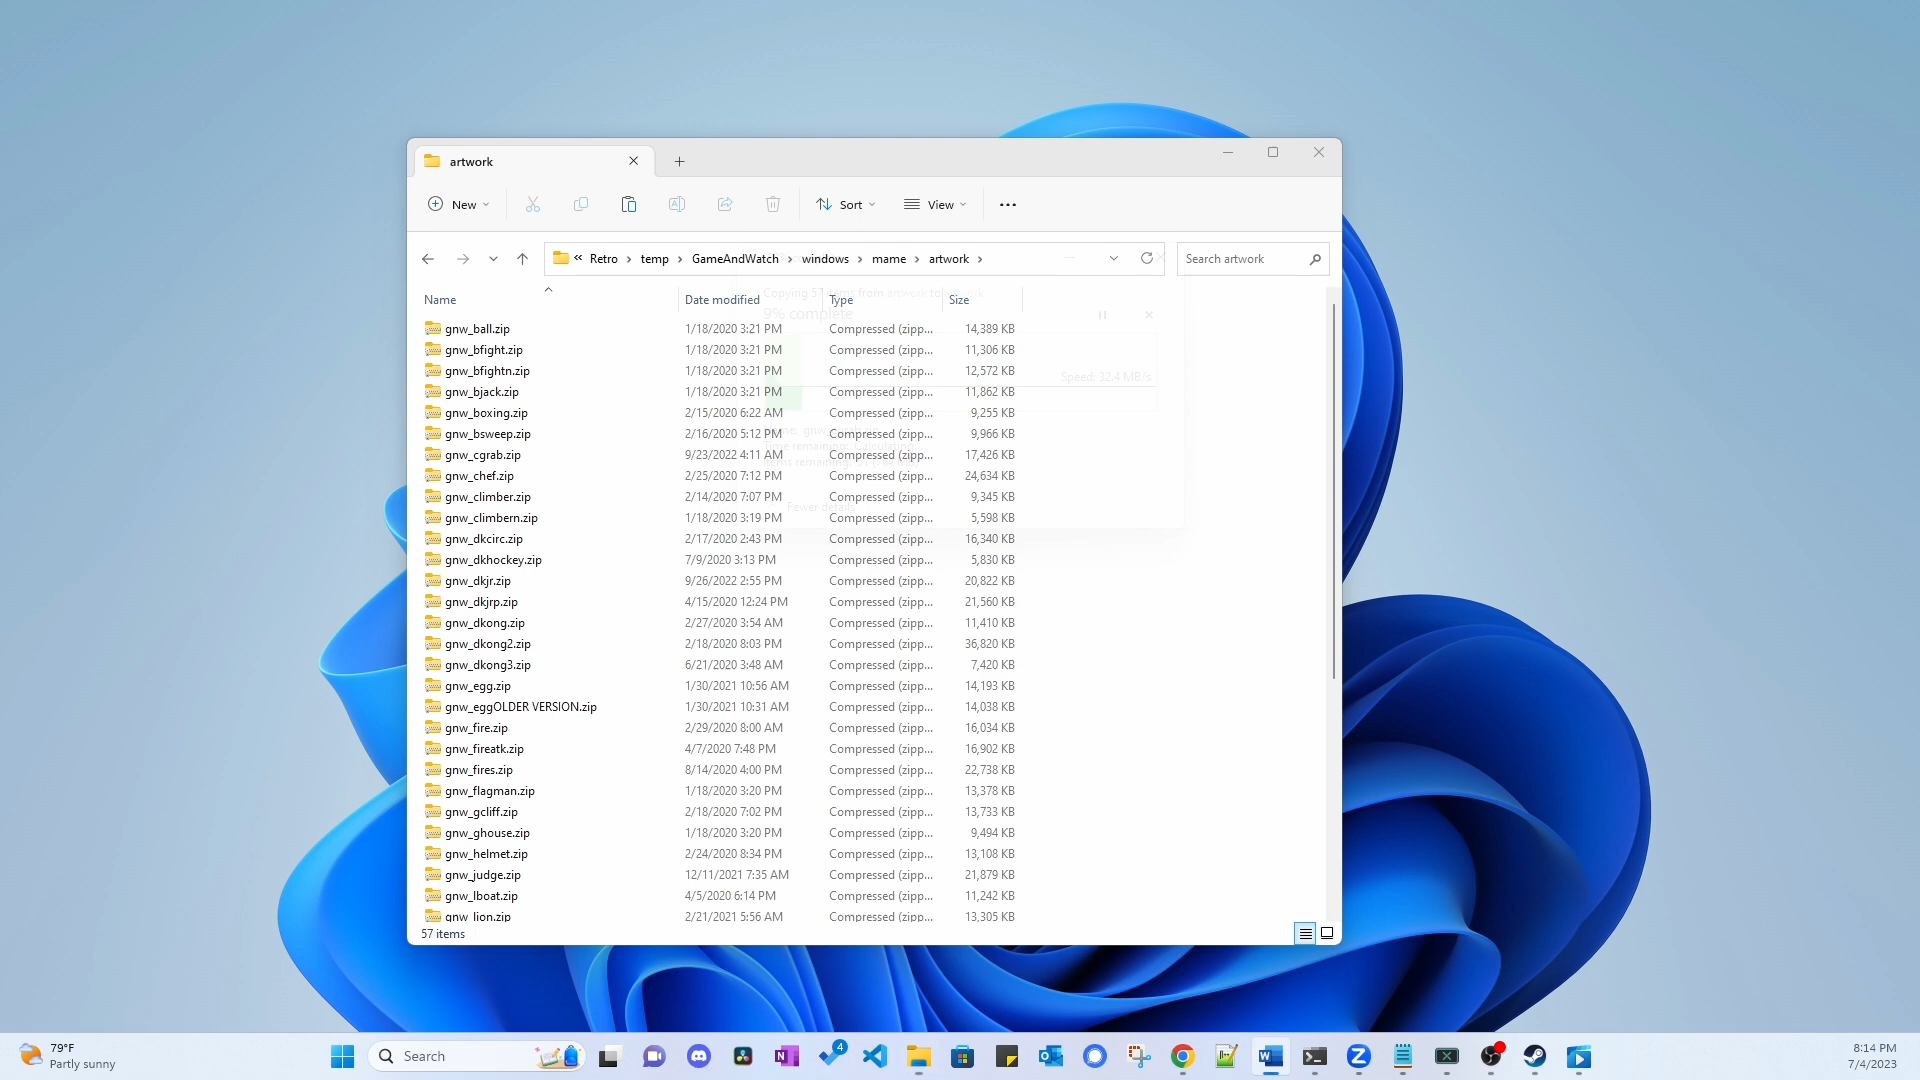 artwork
New
Sort
View
Retro temp GameAndWatch windows mame artwork
Search artwork
Copying 57 items from artwork to
9% complete
Speed: 32.4 MB/s
Time remaining: Calculating
Fewer details
Name Date modified Type Size
gnw_ball.zip 1/18/2020 3:21 PM Compressed (zipp... 14,389 KB
gnw_bfight.zip 1/18/2020 3:21 PM Compressed (zipp... 11,306 KB
gnw_bfightn.zip 1/18/2020 3:21 PM Compressed (zipp... 12,572 KB
gnw_bjack.zip 1/18/2020 3:21 PM Compressed (zipp... 11,862 KB
gnw_boxing.zip 2/15/2020 6:22 AM Compressed (zipp... 9,255 KB
gnw_bsweep.zip 2/16/2020 5:12 PM Compressed (zipp... 9,966 KB
gnw_cgrab.zip 9/23/2022 4:11 AM Compressed (zipp... 17,426 KB
gnw_chef.zip 2/25/2020 7:12 PM Compressed (zipp... 24,634 KB
gnw_climber.zip 2/14/2020 7:07 PM Compressed (zipp... 9,345 KB
gnw_climbern.zip 1/18/2020 3:19 PM Compressed (zipp... 5,598 KB
gnw_dkcirc.zip 2/17/2020 2:43 PM Compressed (zipp... 16,340 KB
gnw_dkhockey.zip 7/9/2020 3:13 PM Compressed (zipp... 5,830 KB
gnw_dkjr.zip 9/26/2022 2:55 PM Compressed (zipp... 20,822 KB
gnw_dkjrp.zip 4/15/2020 12:24 PM Compressed (zipp... 21,560 KB
gnw_dkong.zip 2/27/2020 3:54 AM Compressed (zipp... 11,410 KB
gnw_dkong2.zip 2/18/2020 8:03 PM Compressed (zipp... 36,820 KB
gnw_dkong3.zip 6/21/2020 3:48 AM Compressed (zipp... 7,420 KB
gnw_egg.zip 1/30/2021 10:56 AM Compressed (zipp... 14,193 KB
gnw_eggOLDER VERSION.zip 1/30/2021 10:31 AM Compressed (zipp... 14,038 KB
gnw_fire.zip 2/29/2020 8:00 AM Compressed (zipp... 16,034 KB
gnw_fireatk.zip 4/7/2020 7:48 PM Compressed (zipp... 16,902 KB
gnw_fires.zip 8/14/2020 4:00 PM Compressed (zipp... 22,738 KB
gnw_flagman.zip 1/18/2020 3:20 PM Compressed (zipp... 13,378 KB
gnw_gcliff.zip 2/18/2020 7:02 PM Compressed (zipp... 13,733 KB
gnw_ghouse.zip 1/18/2020 3:20 PM Compressed (zipp... 9,494 KB
gnw_helmet.zip 2/24/2020 8:34 PM Compressed (zipp... 13,108 KB
gnw_judge.zip 12/11/2021 7:35 AM Compressed (zipp... 21,879 KB
gnw_lboat.zip 4/5/2020 6:14 PM Compressed (zipp... 11,242 KB
gnw_lion.zip 2/21/2021 5:56 AM Compressed (zipp... 13,305 KB
57 items
79°F
Partly sunny
Search
4
8:14 PM
7/4/2023